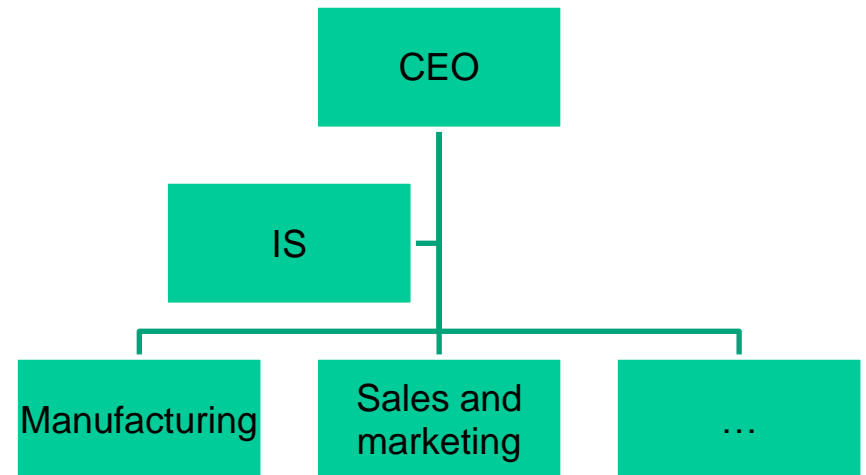 CEO
IS
Manufacturing
Sales and
marketing
…